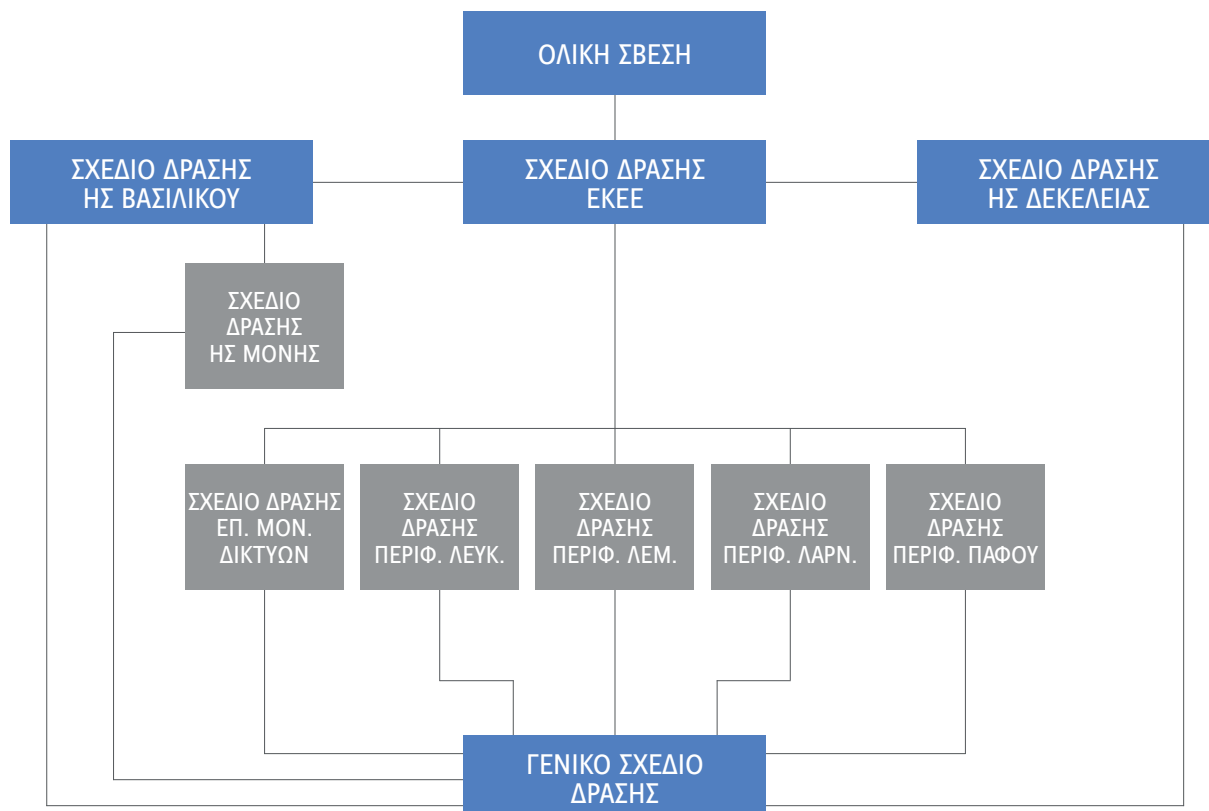 ΟΛΙΚΗ ΣΒΕΣΗ
ΣΧΕΔΙΟ ΔΡΑΣΗΣ
ΗΣ ΒΑΣΙΛΙΚΟΥ
ΣΧΕΔΙΟ ΔΡΑΣΗΣ
ΕΚΕΕ
ΣΧΕΔΙΟ ΔΡΑΣΗΣ
ΗΣ ΔΕΚΕΛΕΙΑΣ
ΣΧΕΔΙΟ
ΔΡΑΣΗΣ
ΗΣ ΜΟΝΗΣ
ΣΧΕΔΙΟ ΔΡΑΣΗΣ
ΕΠ. ΜΟΝ.
ΔΙΚΤΥΩΝ
ΣΧΕΔΙΟ
ΔΡΑΣΗΣ
ΠΕΡΙΦ. ΛΕΥΚ.
ΣΧΕΔΙΟ
ΔΡΑΣΗΣ
ΠΕΡΙΦ. ΛΕΜ.
ΣΧΕΔΙΟ
ΔΡΑΣΗΣ
ΠΕΡΙΦ. ΛΑΡΝ.
ΣΧΕΔΙΟ
ΔΡΑΣΗΣ
ΠΕΡΙΦ. ΠΑΦΟΥ
ΓΕΝΙΚΟ ΣΧΕΔΙΟ
ΔΡΑΣΗΣ